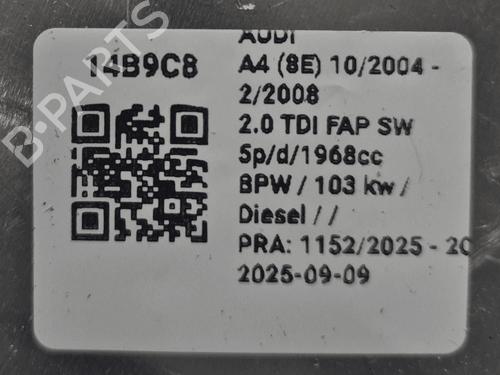 AUDI
14B9C8
A4 (8E) 10/2004 -
2/2008
2.0 TDI FAP SW
5p/d/1968cc
BPW / 103 kw /
Diesel / /
PRA: 1152/2025 - 20
2025-09-09
B-PARTS